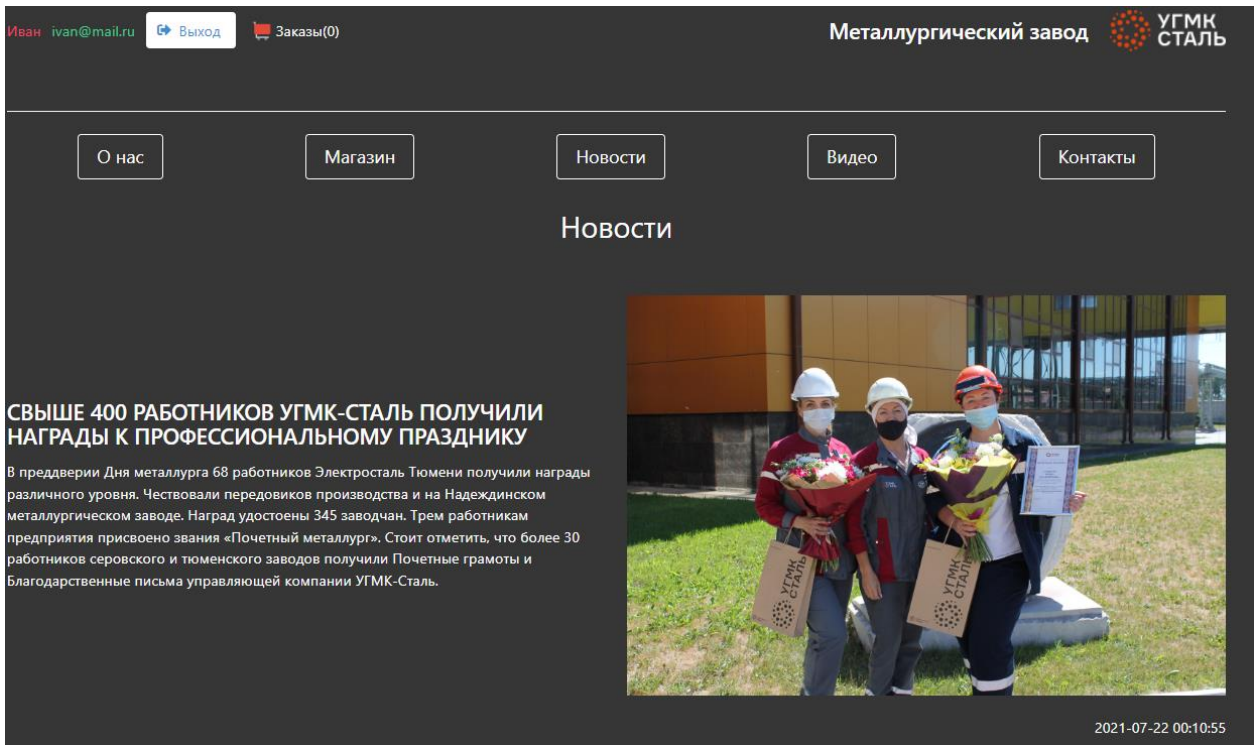 Иван ivan@mail.ru Выход Заказы(0)
Металлургический завод
УГМК
СТАЛЬ
О нас
Магазин
Новости
Видео
Контакты
Новости
СВЫШЕ 400 РАБОТНИКОВ УГМК-СТАЛЬ ПОЛУЧИЛИ
НАГРАДЫ К ПРОФЕССИОНАЛЬНОМУ ПРАЗДНИКУ
В преддверии Дня металлурга 68 работников Электросталь Тюмени получили награды
различного уровня. Чествовали передовиков производства и на Надеждинском
металлургическом заводе. Наград удостоены 345 заводчан. Трем работникам
предприятия присвоено звания «Почетный металлург». Стоит отметить, что более 30
работников серовского и тюменского заводов получили Почетные грамоты и
Благодарственные письма управляющей компании УГМК-Сталь.
УГМК
СТАЛЬ
УГМК
СТАЛЬ
2021-07-22 00:10:55